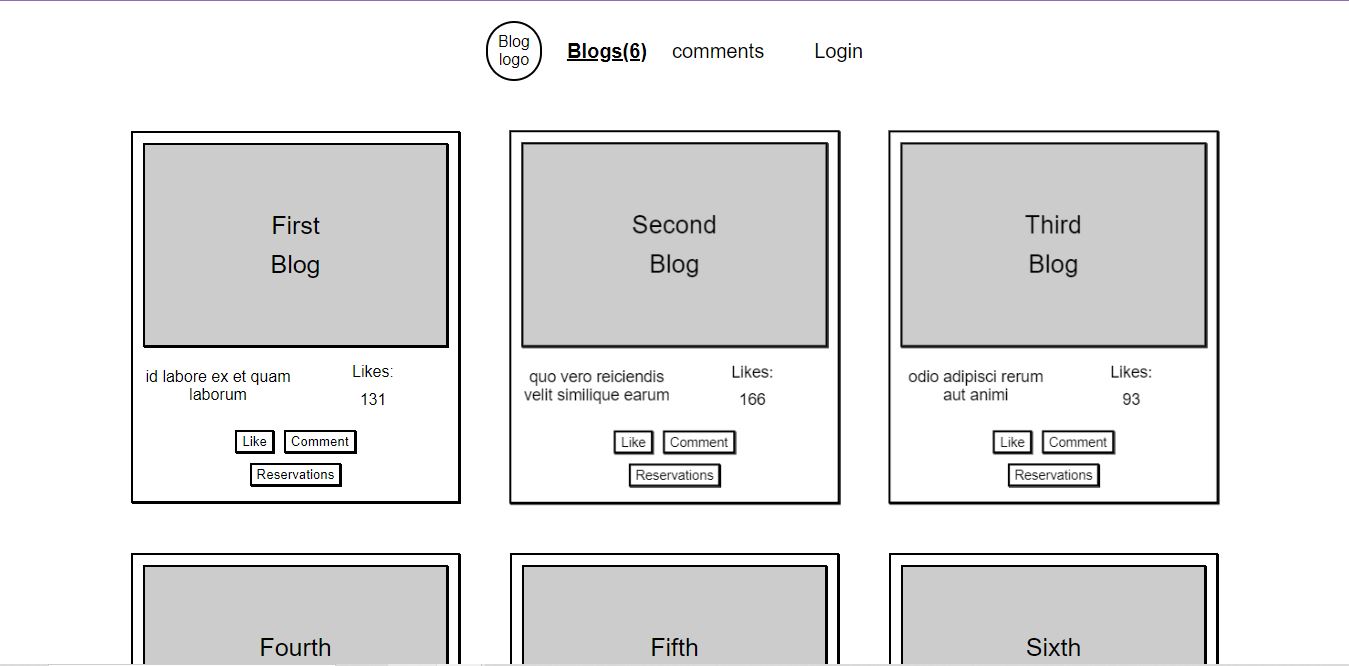 Blog
logo
Blogs(6)
comments
Login
First
Blog
id labore ex et quam
laborum
Likes:
131
Like
Comment
Reservations
Second
Blog
quo vero reiciendis
velit similique earum
Likes:
166
Like
Comment
Reservations
Third
Blog
odio adipisci rerum
aut animi
Likes:
93
Like
Comment
Reservations
Fourth
Fifth
Sixth